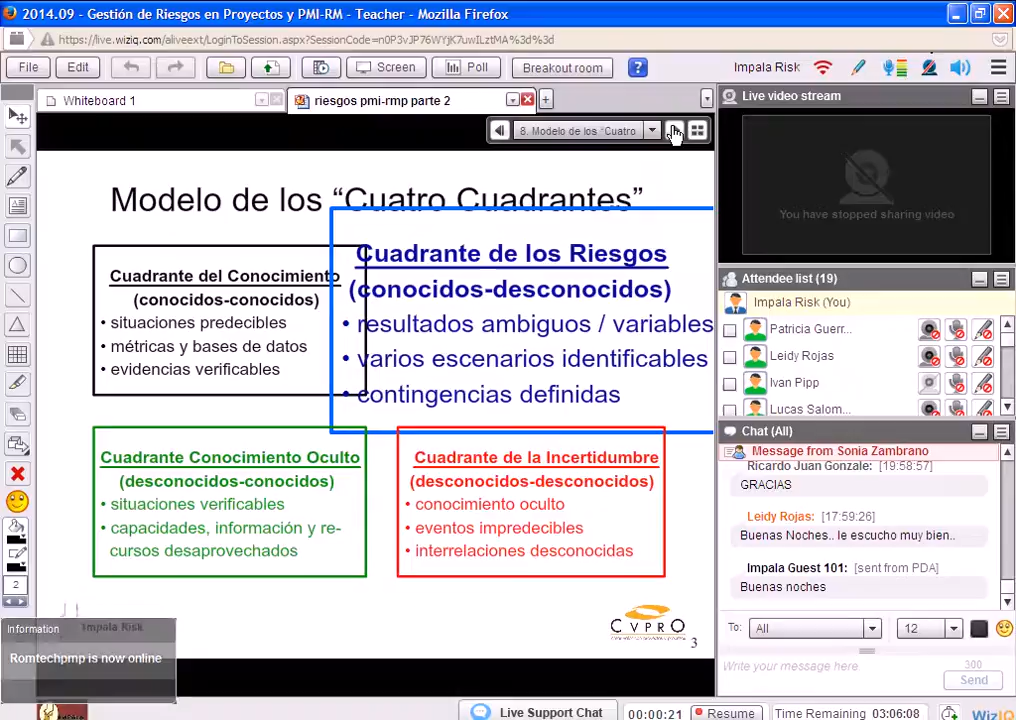 2014.09 - Gestión de Riesgos en Proyectos y PMI-RM - Teacher - Mozilla Firefox
https://live.wiziq.com/aliveext/LoginToSession.aspx?SessionCode=n0P3vJP76WYjK7uwILztMA%3d%3d
File Edit Screen Poll Breakout room ? Impala Risk
Whiteboard 1
riesgos pmi-rmp parte 2
8. Modelo de los "Cuatro
Modelo de los “Cuatro Cuadrantes”
Cuadrante del Conocimiento
(conocidos-conocidos)
• situaciones predecibles
• métricas y bases de datos
• evidencias verificables
Cuadrante de los Riesgos
(conocidos-desconocidos)
• resultados ambiguos / variables
• varios escenarios identificables
• contingencias definidas
Cuadrante Conocimiento Oculto
(desconocidos-conocidos)
• situaciones verificables
• capacidades, información y re-
cursos desaprovechados
Cuadrante de la Incertidumbre
(desconocidos-desconocidos)
• conocimiento oculto
• eventos impredecibles
• interrelaciones desconocidas
CVPRO
3
2
Information
Impala Risk
Romtechpmp is now online
Live video stream
You have stopped sharing video
Attendee list (19)
Impala Risk (You)
Patricia Guerr...
Leidy Rojas
Ivan Pipp
Lucas Salom...
Chat (All)
Message from Sonia Zambrano
Ricardo Juan Gonzale: [19:58:57]
GRACIAS
Leidy Rojas: [17:59:26]
Buenas Noches.. le escucho muy bien..
Impala Guest 101: [sent from PDA]
Buenas noches
To: All 12
Write your message here
300
Send
Live Support Chat
00:00:21 Resume Time Remaining 03:06:08 WizIQ